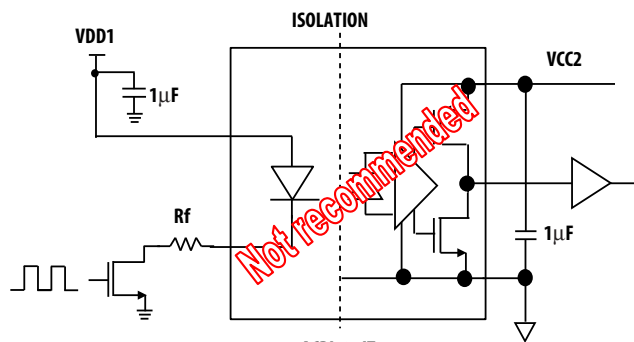 ISOLATION
VDD1
VCC2
1µF
Not recommended
Rf
1µF